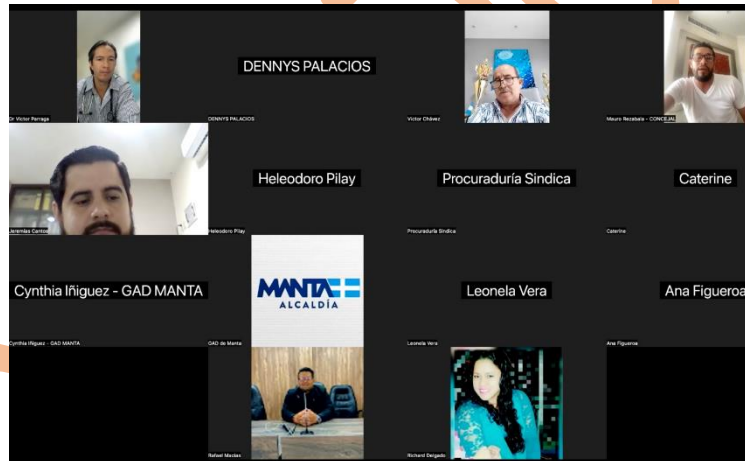 DENNYS PALACIOS
Dr Victor Parraga
DENNYS PALACIOS
Victor Chávez
Mauro Rezabala - CONCEJAL
Heleodoro Pilay
Procuraduría Sindica
Caterine
Jeremías Cantos
Heleodoro Pilay
Procuraduría Sindica
Caterine
Cynthia Iñiguez - GAD MANTA
MANTA
ALCALDÍA
Leonela Vera
Ana Figueroa
Cynthia Iñiguez - GAD MANTA
GAD de Manta
Leonela Vera
Ana Figueroa
Rafael Macias
Richard Delgado